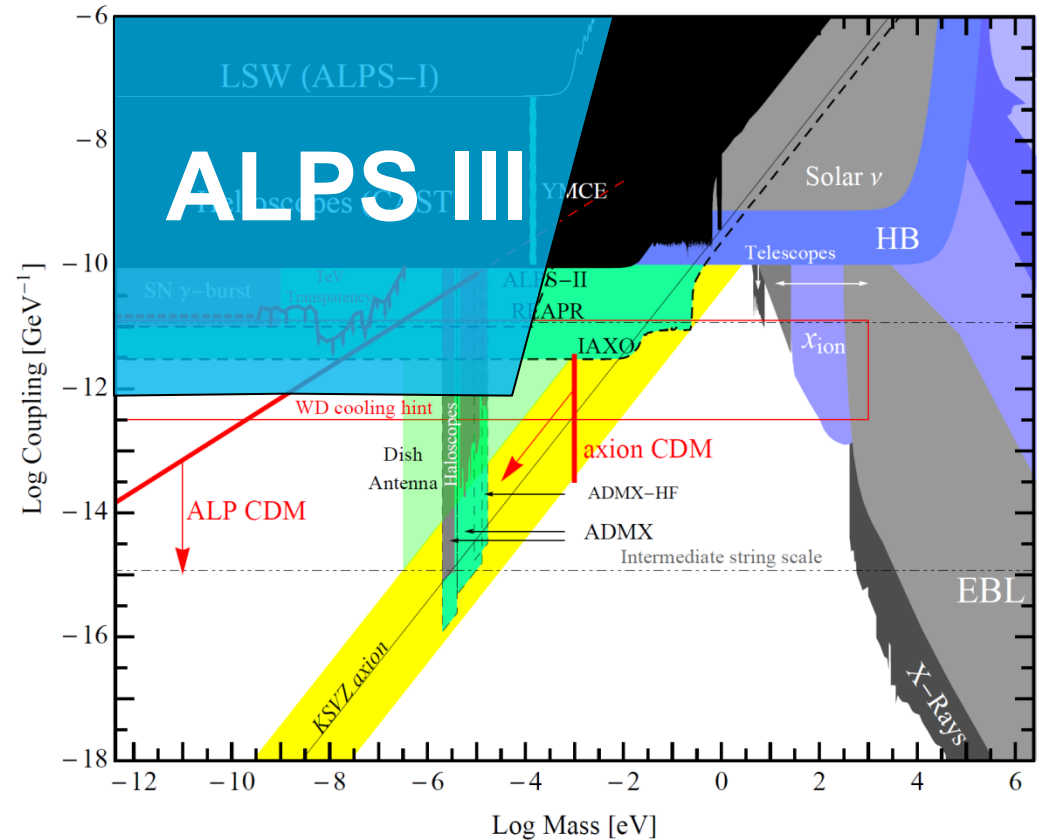 LSW (ALPS−I)
ALPS III
YMCE
Solar ν
HB
Telescopes
SN γ−burst
TeV
Transparency
ALPS−II
REAPR
IAXO
x_ion
WD cooling hint
Haloscopes
Dish
Antenna
axion CDM
ADMX−HF
ADMX
ALP CDM
Intermediate string scale
EBL
KSVZ axion
X−Rays
Log Coupling [GeV⁻¹]
−6
−8
−10
−12
−14
−16
−18
−12
−10
−8
−6
−4
−2
0
2
4
6
Log Mass [eV]